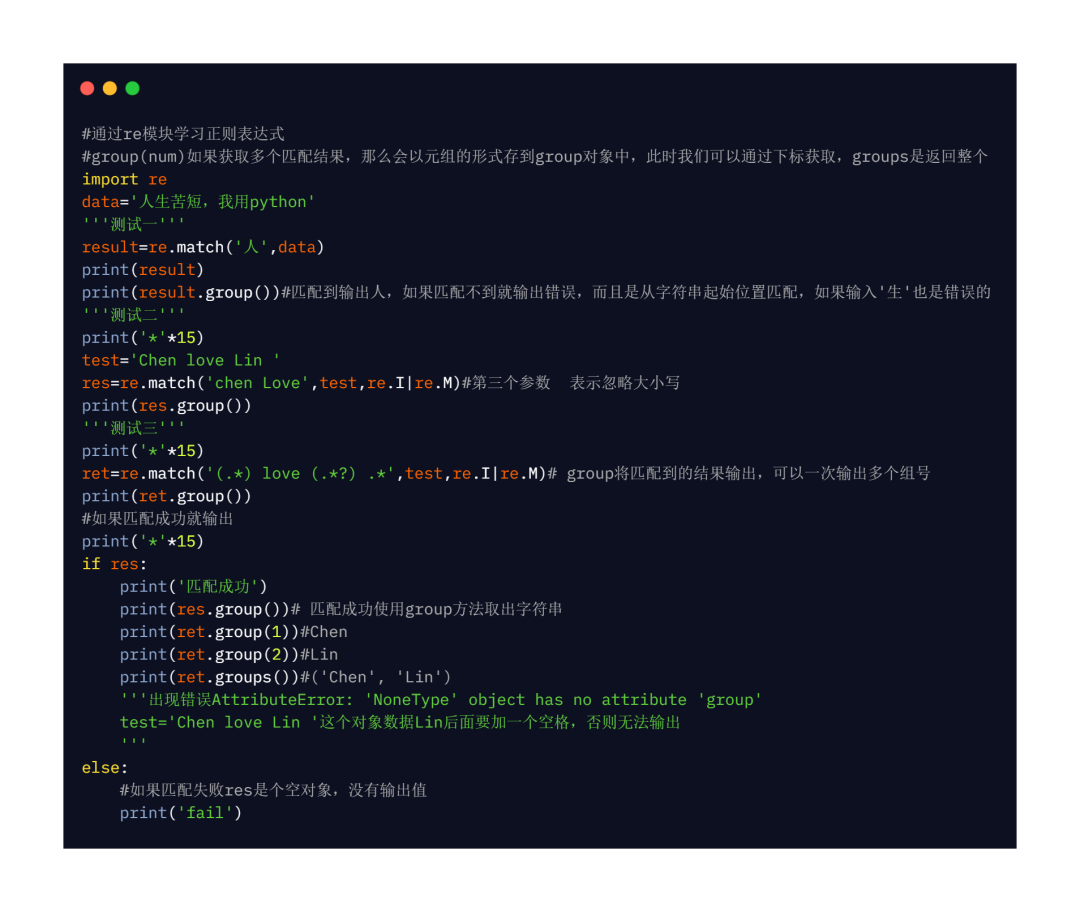 #通过re模块学习正则表达式
#group(num)如果获取多个匹配结果，那么会以元组的形式存到group对象中，此时我们可以通过下标获取，groups是返回整个
import re
data='人生苦短，我用python'
'''测试一'''
result=re.match('人',data)
print(result)
print(result.group())#匹配到输出人，如果匹配不到就输出错误，而且是从字符串起始位置匹配，如果输入'生'也是错误的
'''测试二'''
print('*'*15)
test='Chen love Lin '
res=re.match('chen Love',test,re.I|re.M)#第三个参数  表示忽略大小写
print(res.group())
'''测试三'''
print('*'*15)
ret=re.match('(.*) love (.*?) .*',test,re.I|re.M)# group将匹配到的结果输出，可以一次输出多个组号
print(ret.group())
#如果匹配成功就输出
print('*'*15)
if res:
    print('匹配成功')
    print(res.group())# 匹配成功使用group方法取出字符串
    print(ret.group(1))#Chen
    print(ret.group(2))#Lin
    print(ret.groups())#('Chen', 'Lin')
    '''出现错误AttributeError: 'NoneType' object has no attribute 'group'
    test='Chen love Lin '这个对象数据Lin后面要加一个空格，否则无法输出
    '''
else:
    #如果匹配失败res是个空对象，没有输出值
    print('fail')